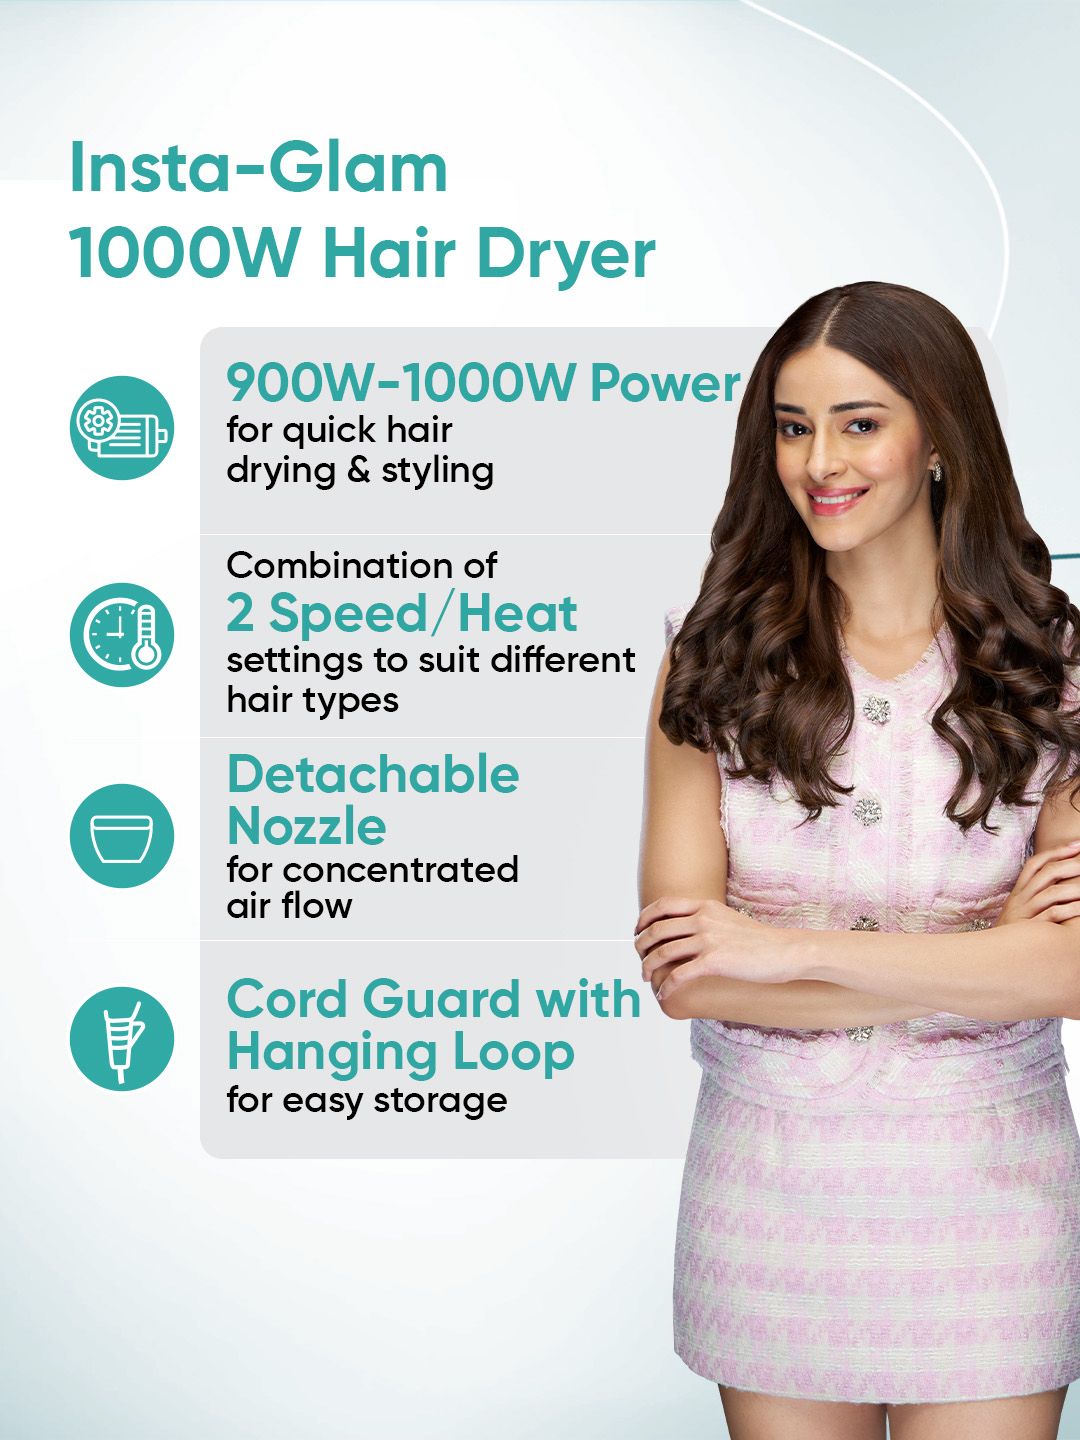 Insta-Glam
1000W Hair Dryer
900W-1000W Power
for quick hair
drying & styling
Combination of
2 Speed/Heat
settings to suit different
hair types
Detachable
Nozzle
for concentrated
air flow
Cord Guard with
Hanging Loop
for easy storage